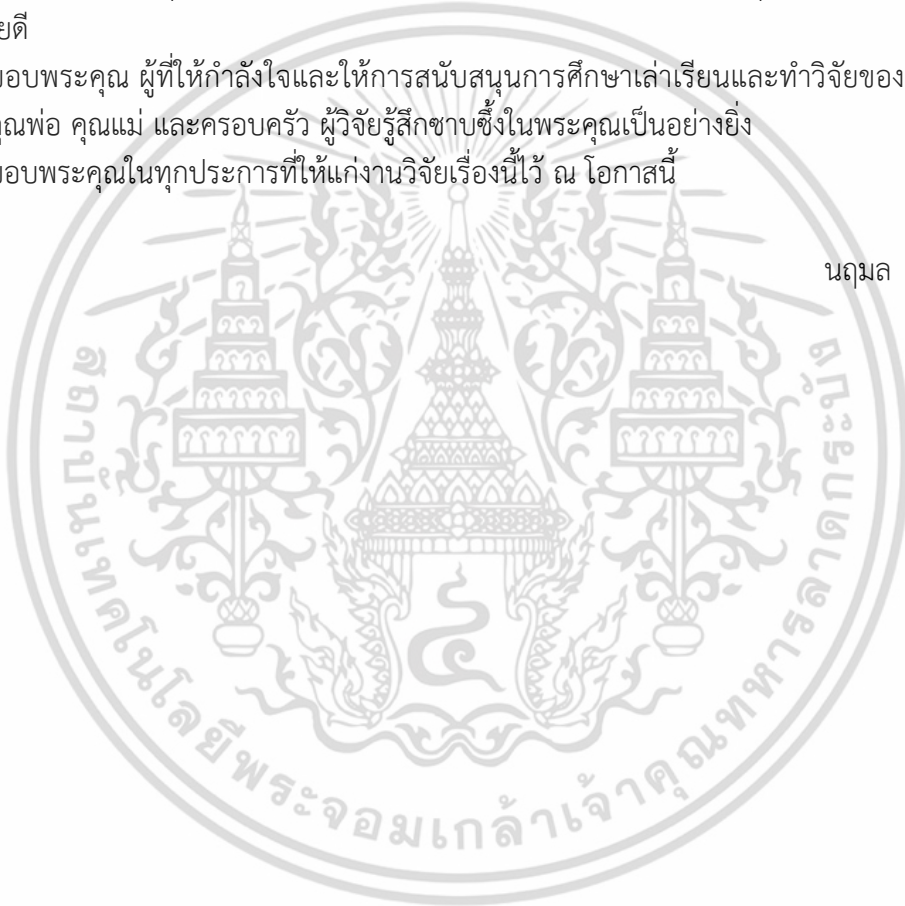 ยดี
อบพระคุณ ผู้ที่ให้กำลังใจและให้การสนับสนุนการศึกษาเล่าเรียนและทำวิจัยของ
คุณพ่อ คุณแม่ และครอบครัว ผู้วิจัยรู้สึกซาบซึ้งในพระคุณเป็นอย่างยิ่ง
อบพระคุณในทุกประการที่ให้แก่งานวิจัยเรื่องนี้ไว้ ณ โอกาสนี้
นฤมล
สถาบันเทคโนโลยีพระจอมเกล้าเจ้าคุณทหารลาดกระบัง
๔